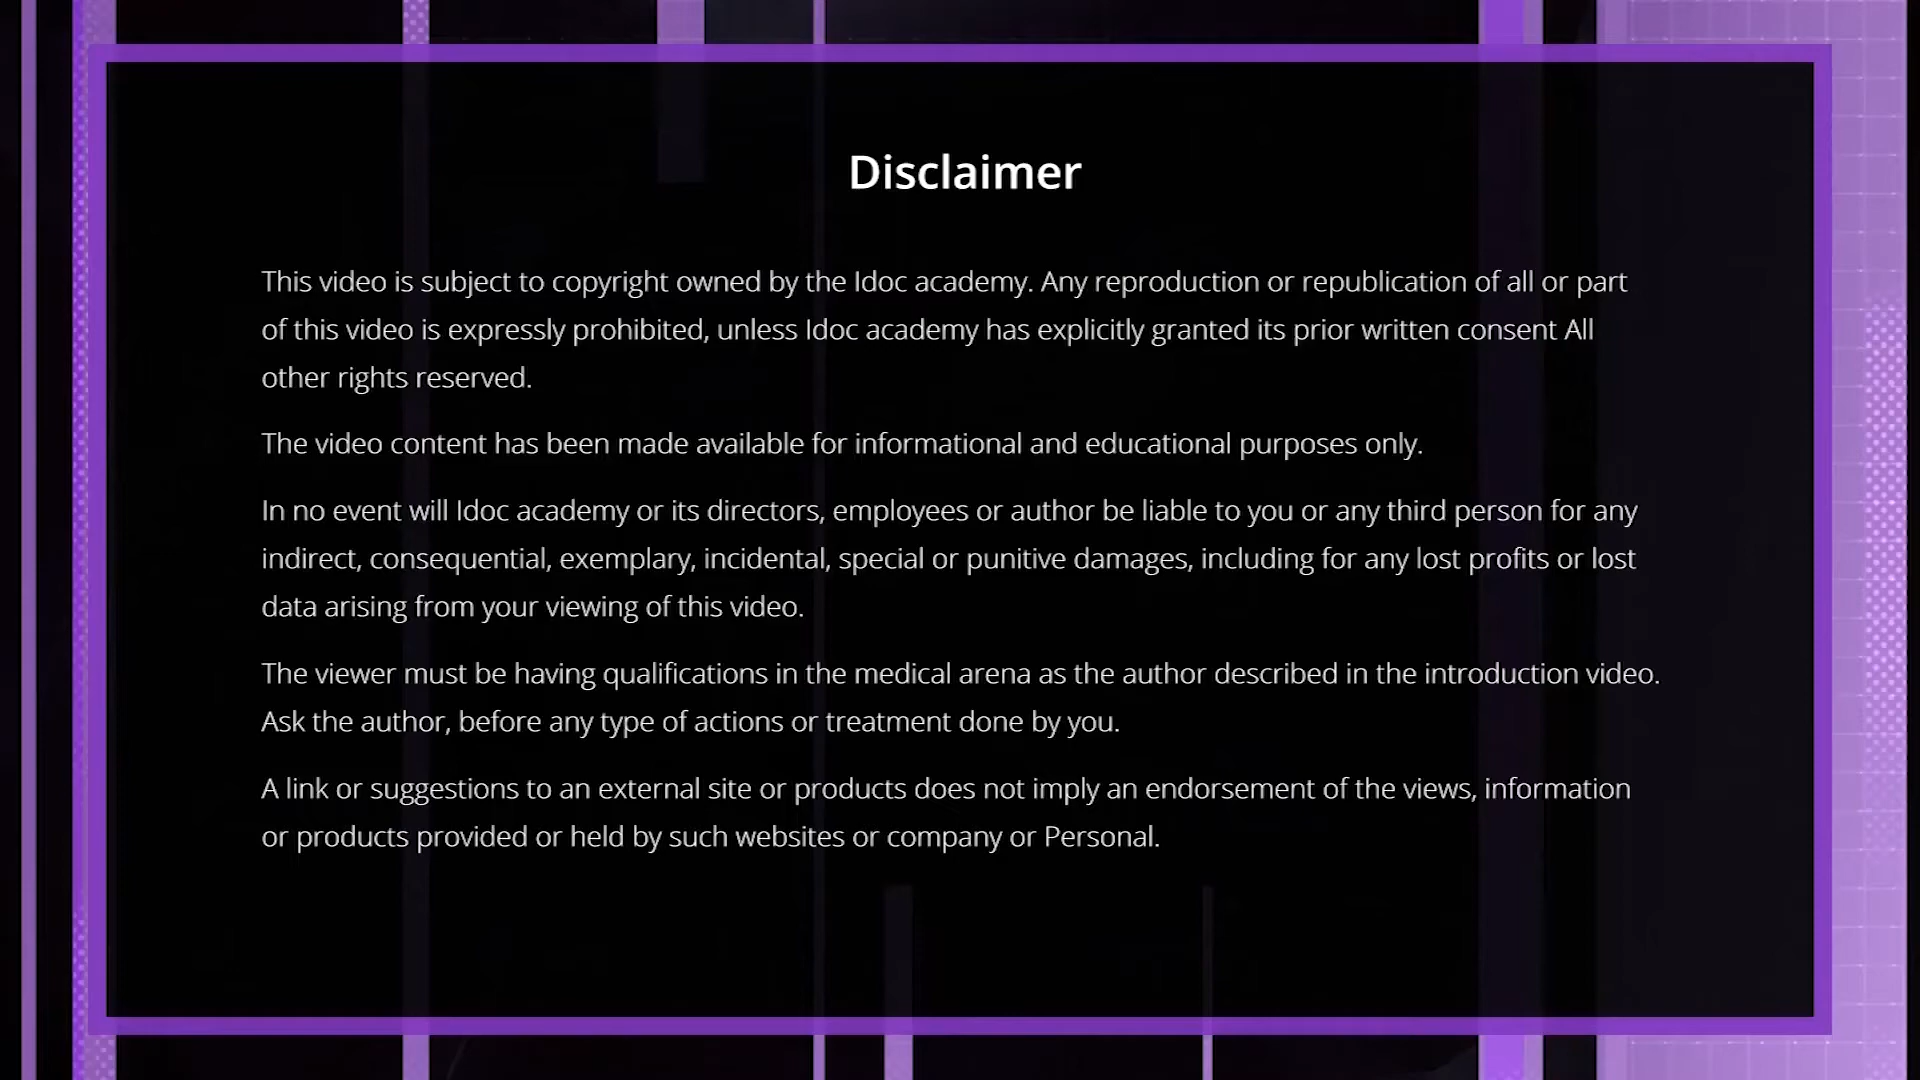 Disclaimer
This video is subject to copyright owned by the Idoc academy. Any reproduction or republication of all or part
of this video is expressly prohibited, unless Idoc academy has explicitly granted its prior written consent All
other rights reserved.
The video content has been made available for informational and educational purposes only.
In no event will Idoc academy or its directors, employees or author be liable to you or any third person for any
indirect, consequential, exemplary, incidental, special or punitive damages, including for any lost profits or lost
data arising from your viewing of this video.
The viewer must be having qualifications in the medical arena as the author described in the introduction video.
Ask the author, before any type of actions or treatment done by you.
A link or suggestions to an external site or products does not imply an endorsement of the views, information
or products provided or held by such websites or company or Personal.